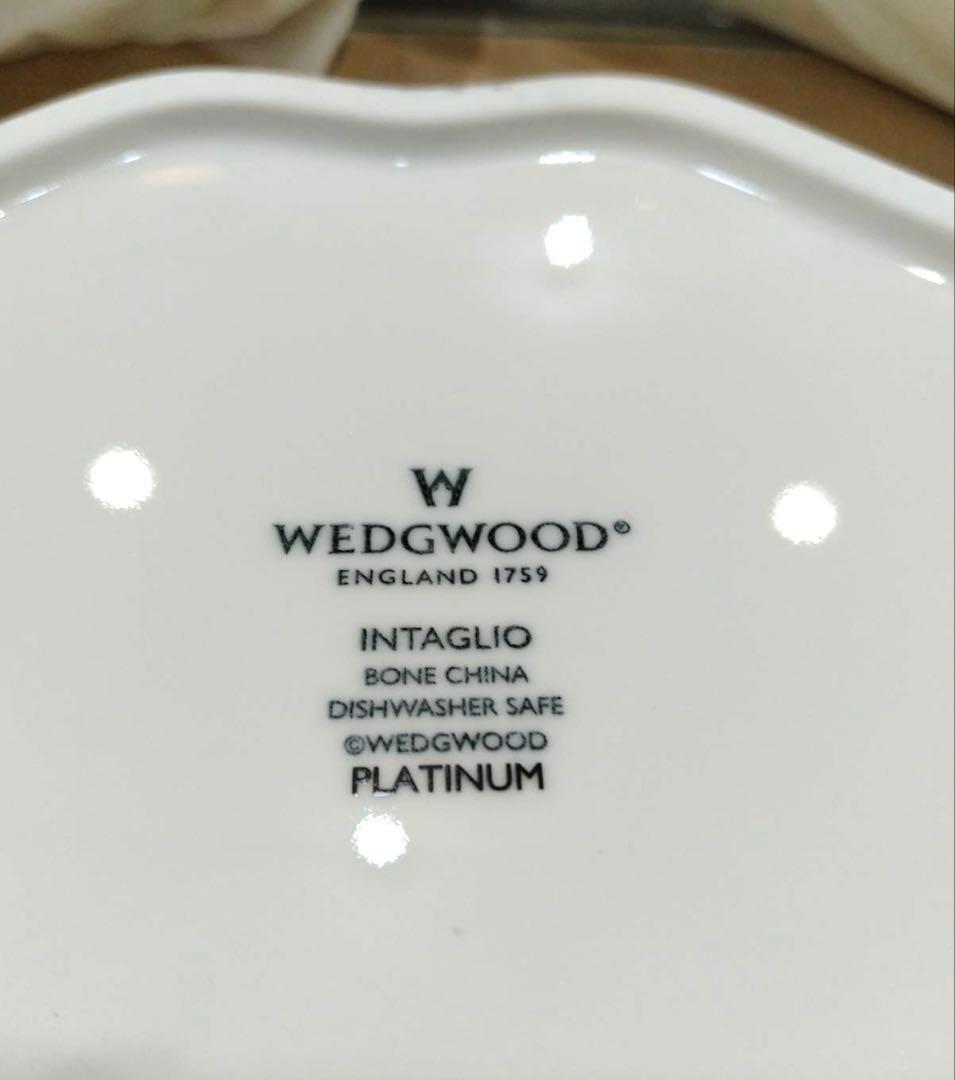 W
WEDGWOOD®
ENGLAND 1759
INTAGLIO
BONE CHINA
DISHWASHER SAFE
©WEDGWOOD
PLATINUM